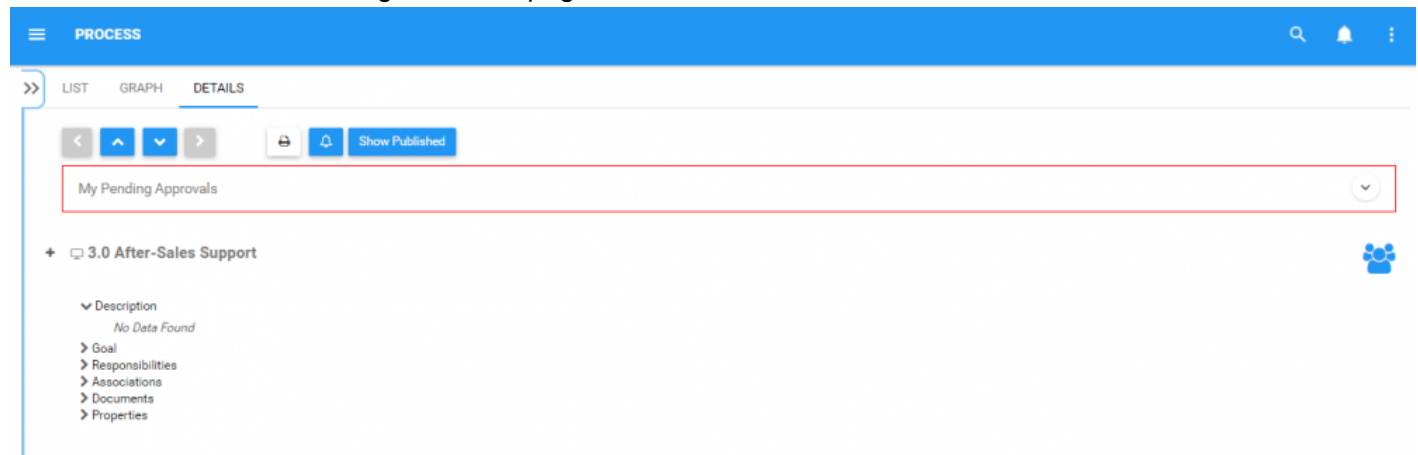 PROCESS
LIST GRAPH DETAILS
Show Published
My Pending Approvals
3.0 After-Sales Support
Description
No Data Found
Goal
Responsibilities
Associations
Documents
Properties